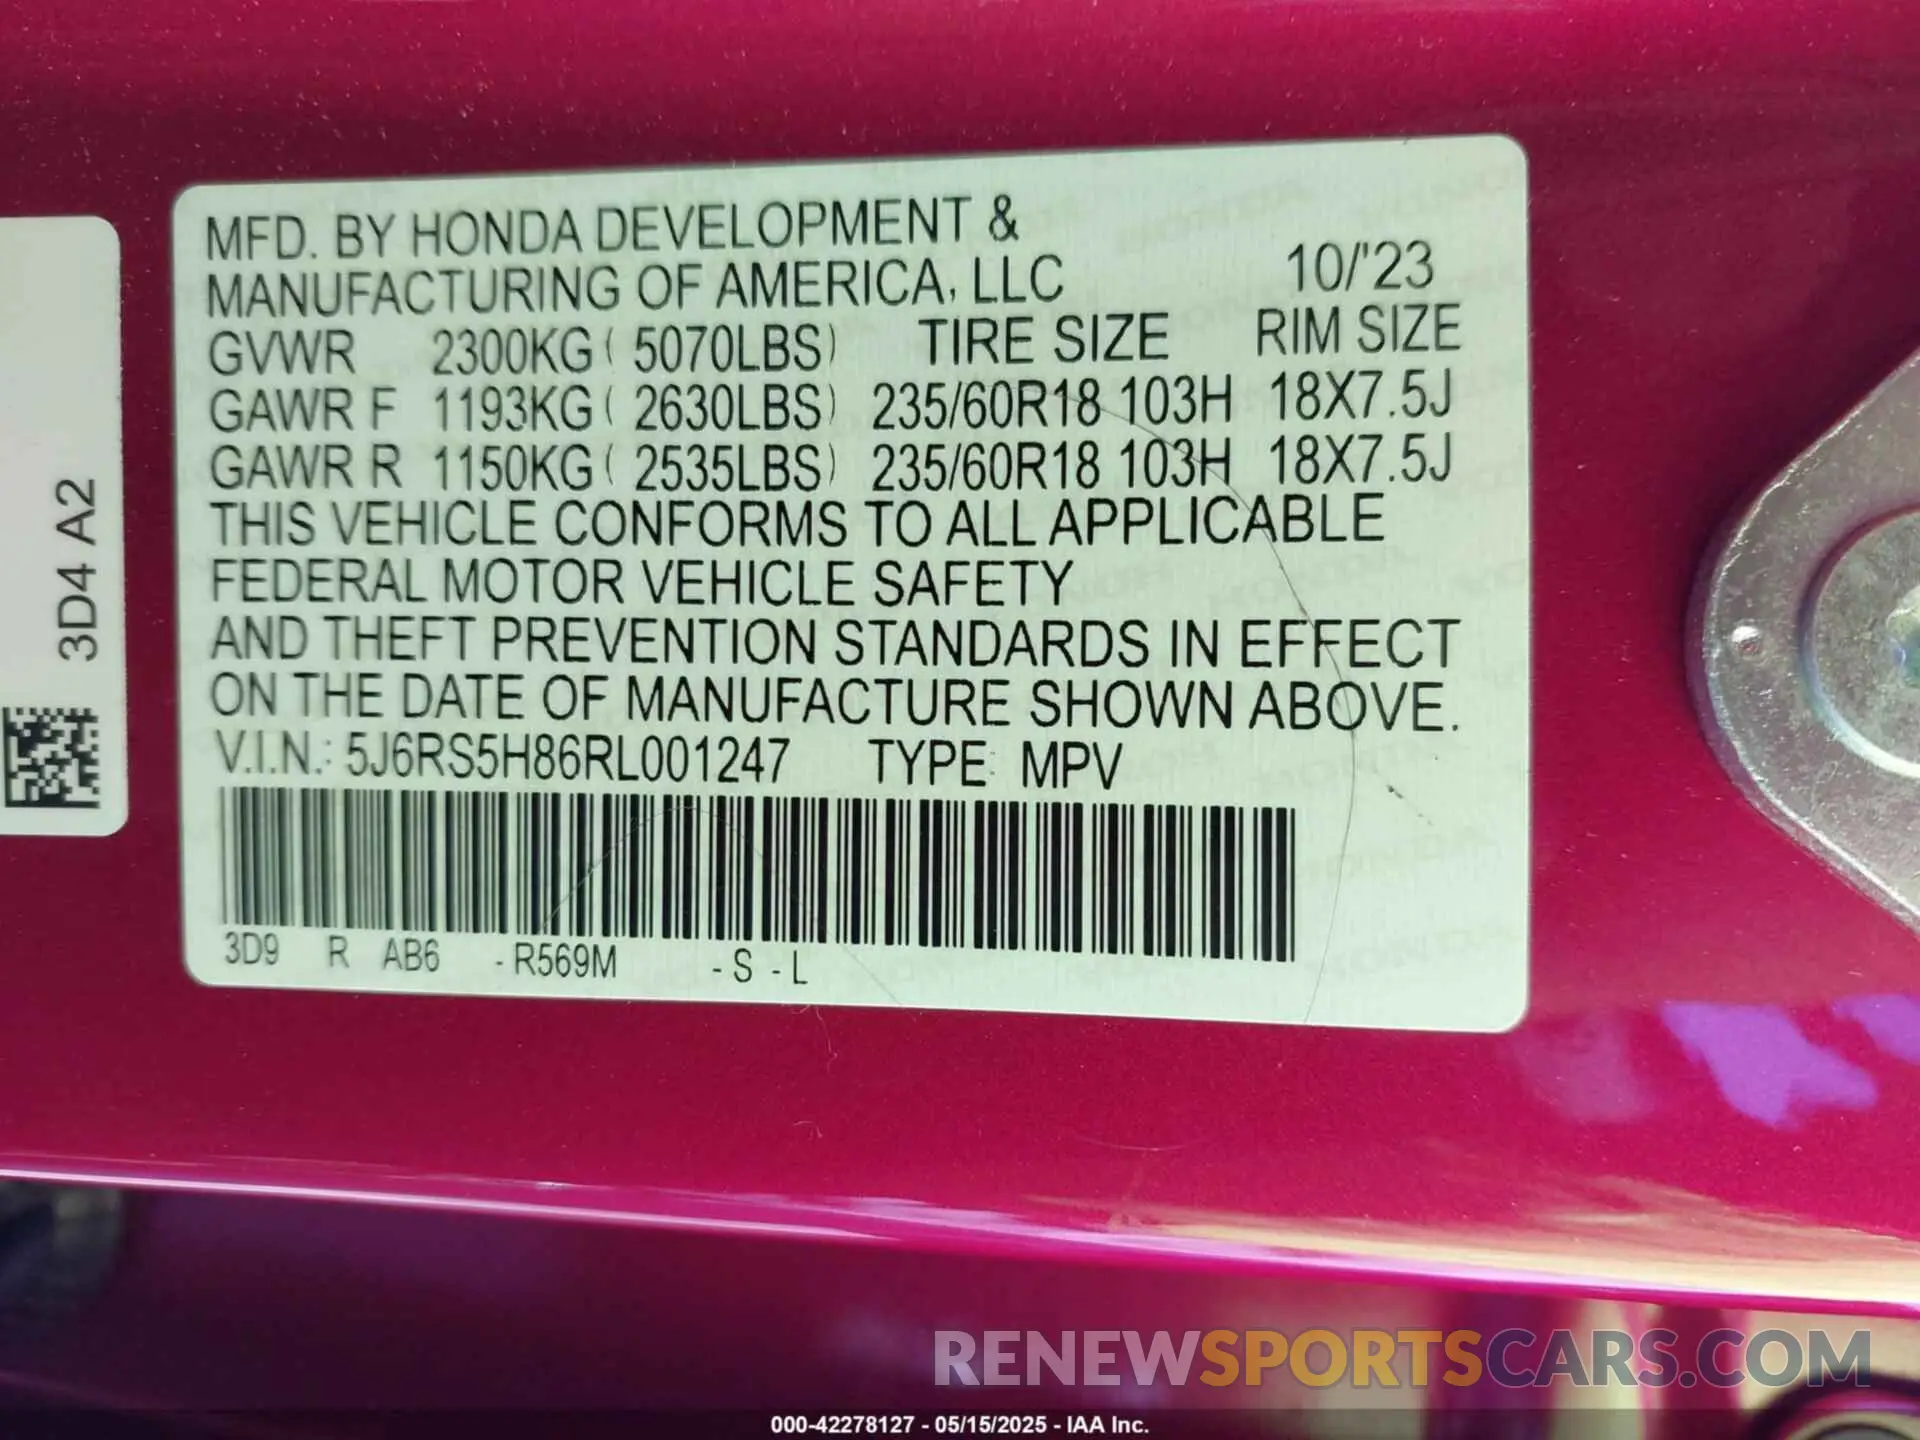 MFD. BY HONDA DEVELOPMENT &
MANUFACTURING OF AMERICA, LLC 10/'23
GVWR 2300KG ( 5070LBS) TIRE SIZE RIM SIZE
GAWR F 1193KG ( 2630LBS) 235/60R18 103H 18X7.5J
GAWR R 1150KG ( 2535LBS) 235/60R18 103H 18X7.5J
THIS VEHICLE CONFORMS TO ALL APPLICABLE
FEDERAL MOTOR VEHICLE SAFETY
AND THEFT PREVENTION STANDARDS IN EFFECT
ON THE DATE OF MANUFACTURE SHOWN ABOVE.
V.I.N.: 5J6RS5H86RL001247 TYPE: MPV
3D9 R AB6 -R569M -S -L
3D4 A2
RENEWSPORTSCARS.COM
000-42278127 - 05/15/2025 - IAA Inc.